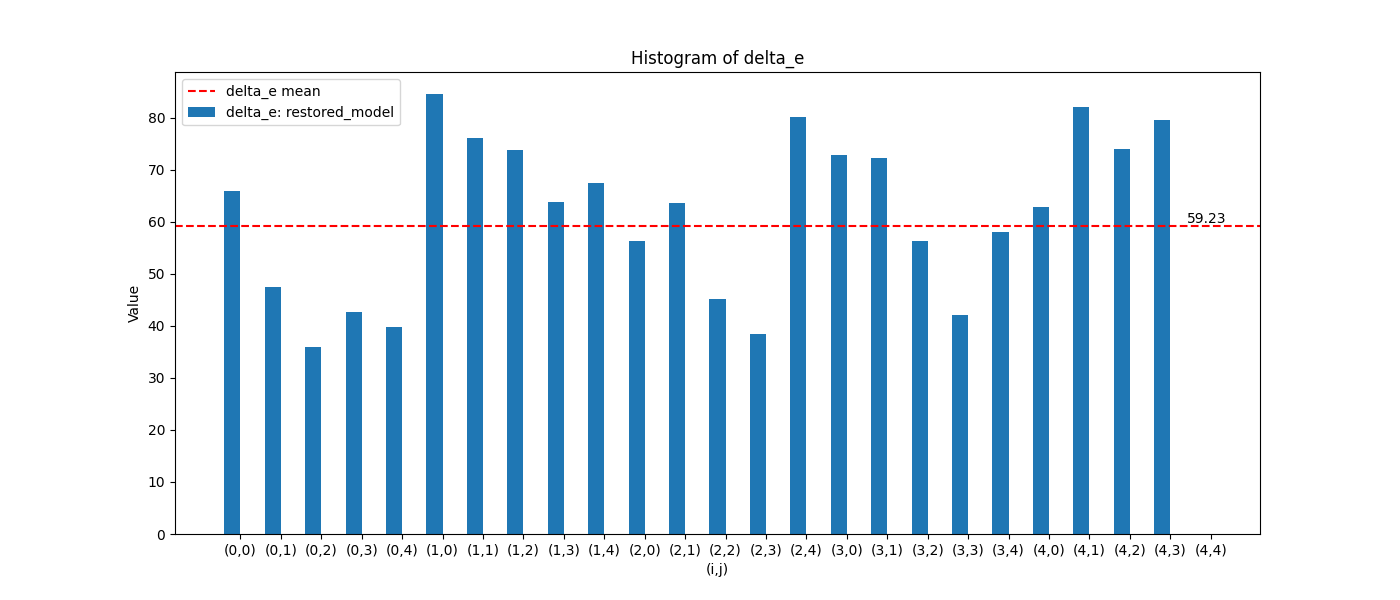 Histogram of delta_e
delta_e mean
delta_e: restored_model
80
70
60
50
40
30
20
10
0
Value
59.23
(0,0) (0,1) (0,2) (0,3) (0,4) (1,0) (1,1) (1,2) (1,3) (1,4) (2,0) (2,1) (2,2) (2,3) (2,4) (3,0) (3,1) (3,2) (3,3) (3,4) (4,0) (4,1) (4,2) (4,3) (4,4)
(i,j)